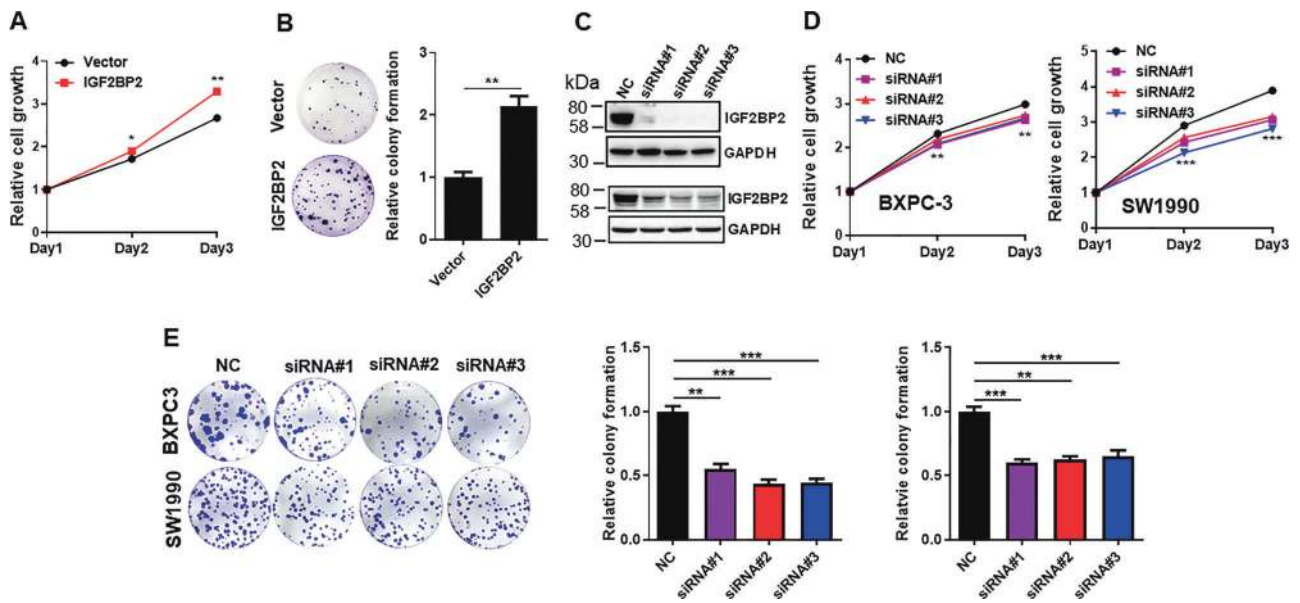 A
Relative cell growth
4
3
2
1
0
Vector
IGF2BP2
*
**
Day1 Day2 Day3
B
Vector
IGF2BP2
Relative colony formation
3
2
1
0
**
Vector IGF2BP2
C
kDa
NC siRNA#1 siRNA#2 siRNA#3
80
58
30
IGF2BP2
GAPDH
80
58
30
IGF2BP2
GAPDH
D
Relative cell growth
4
3
2
1
0
NC
siRNA#1
siRNA#2
siRNA#3
**
**
BXPC-3
Day1 Day2 Day3
Relative cell growth
5
4
3
2
1
0
NC
siRNA#1
siRNA#2
siRNA#3
***
***
SW1990
Day1 Day2 Day3
E
NC siRNA#1 siRNA#2 siRNA#3
BXPC3
SW1990
Relative colony formation
1.5
1.0
0.5
0.0
***
***
**
NC siRNA#1 siRNA#2 siRNA#3
Relatvie colony formation
1.5
1.0
0.5
0.0
***
**
***
NC siRNA#1 siRNA#2 siRNA#3